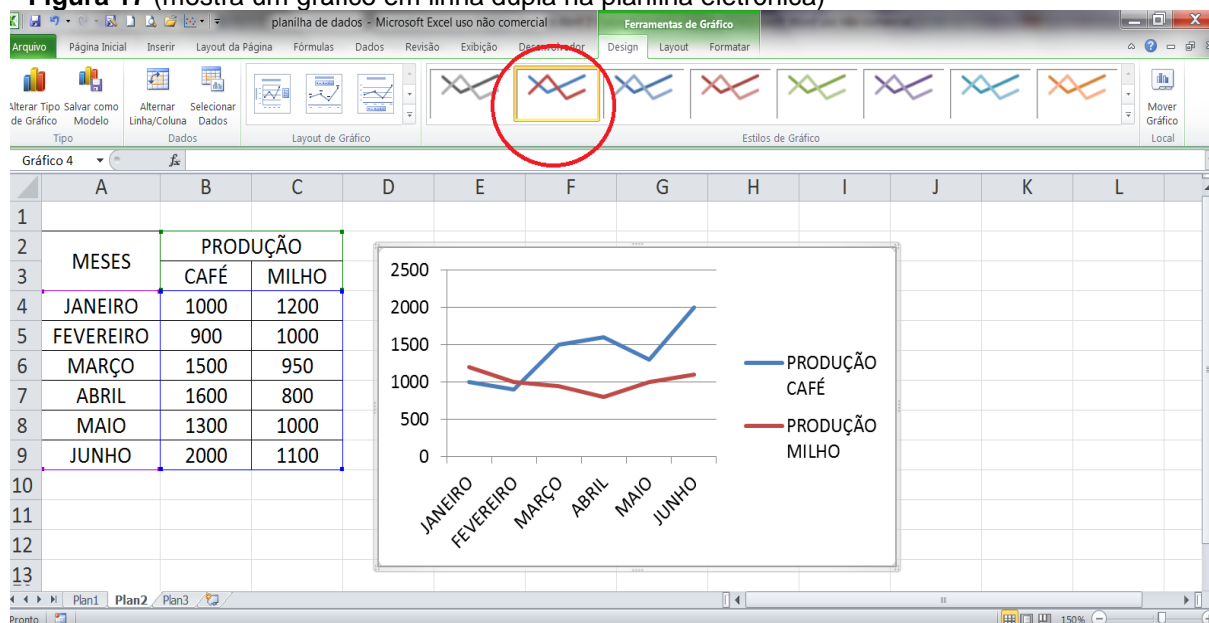 Figura 17 (mostra um gráfico em linha dupla na planilha eletrônica)
planilha de dados - Microsoft Excel uso não comercial
Ferramentas de Gráfico
Arquivo Página Inicial Inserir Layout da Página Fórmulas Dados Revisão Exibição Desenvolvedor Design Layout Formatar
Alterar Tipo de Gráfico
Salvar como Modelo
Alternar Linha/Coluna
Selecionar Dados
Mover Gráfico
Tipo Dados Layout de Gráfico Estilos de Gráfico Local
Gráfico 4 fx
A B C D E F G H I J K L
1
2 MESES PRODUÇÃO
3 CAFÉ MILHO
4 JANEIRO 1000 1200
5 FEVEREIRO 900 1000
6 MARÇO 1500 950
7 ABRIL 1600 800
8 MAIO 1300 1000
9 JUNHO 2000 1100
10
11
12
13
2500
2000
1500
1000
500
0
JANEIRO FEVEREIRO MARÇO ABRIL MAIO JUNHO
PRODUÇÃO
CAFÉ
PRODUÇÃO
MILHO
Plan1 Plan2 Plan3
Pronto 150%